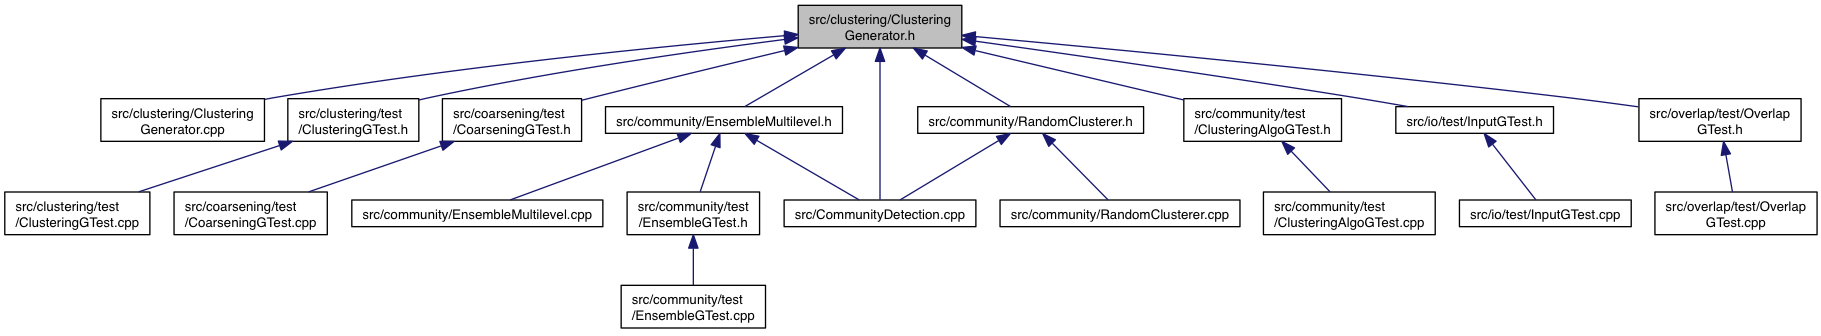 src/clustering/Clustering
Generator.h
src/clustering/Clustering
Generator.cpp
src/clustering/test
/ClusteringGTest.h
src/coarsening/test
/CoarseningGTest.h
src/community/EnsembleMultilevel.h
src/community/RandomClusterer.h
src/community/test
/ClusteringAlgoGTest.h
src/io/test/InputGTest.h
src/overlap/test/Overlap
GTest.h
src/clustering/test
/ClusteringGTest.cpp
src/coarsening/test
/CoarseningGTest.cpp
src/community/EnsembleMultilevel.cpp
src/community/test
/EnsembleGTest.h
src/CommunityDetection.cpp
src/community/RandomClusterer.cpp
src/community/test
/ClusteringAlgoGTest.cpp
src/io/test/InputGTest.cpp
src/overlap/test/Overlap
GTest.cpp
src/community/test
/EnsembleGTest.cpp